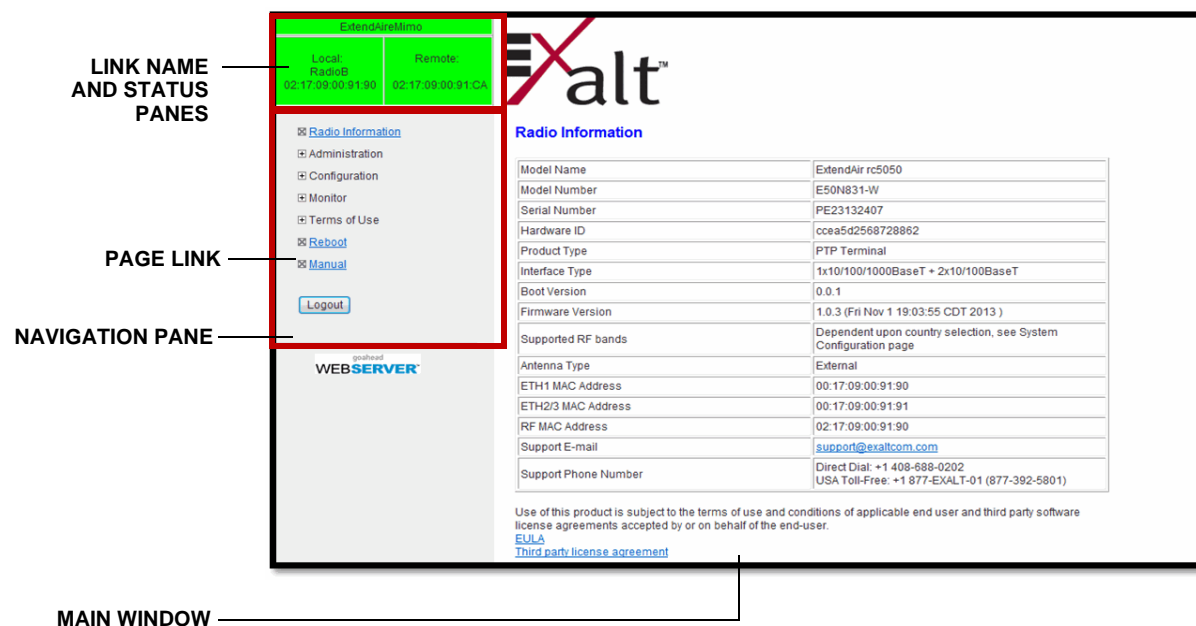 ExtendAireMimo
Local:
RadioB
02:17:09:00:91:90
Remote:
02:17:09:00:91:CA
LINK NAME
AND STATUS
PANES
Exalt™
Radio Information
Administration
Configuration
Monitor
Terms of Use
Reboot
Manual
Logout
PAGE LINK
NAVIGATION PANE
goahead
WEBSERVER™
Radio Information
Model Name ExtendAir rc5050
Model Number E50N831-W
Serial Number PE23132407
Hardware ID ccea5d2568728862
Product Type PTP Terminal
Interface Type 1x10/100/1000BaseT + 2x10/100BaseT
Boot Version 0.0.1
Firmware Version 1.0.3 (Fri Nov 1 19:03:55 CDT 2013 )
Supported RF bands Dependent upon country selection, see System
Configuration page
Antenna Type External
ETH1 MAC Address 00:17:09:00:91:90
ETH2/3 MAC Address 00:17:09:00:91:91
RF MAC Address 02:17:09:00:91:90
Support E-mail support@exaltcom.com
Support Phone Number Direct Dial: +1 408-688-0202
USA Toll-Free: +1 877-EXALT-01 (877-392-5801)
Use of this product is subject to the terms of use and conditions of applicable end user and third party software
license agreements accepted by or on behalf of the end-user.
EULA
Third party license agreement
MAIN WINDOW